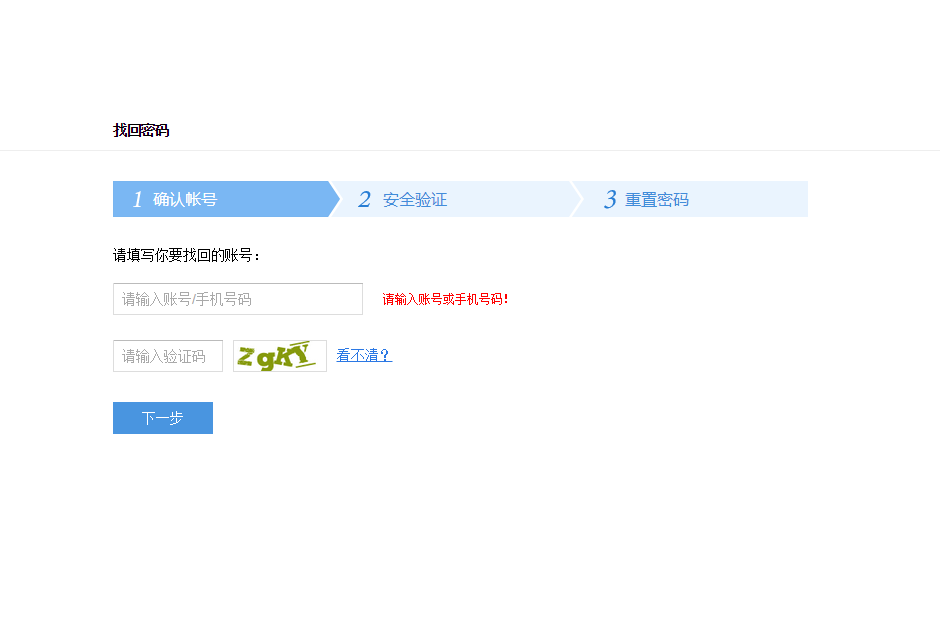 找回密码
1 确认帐号 2 安全验证 3 重置密码
请填写你要找回的账号：
请输入账号/手机号码 请输入账号或手机号码！
请输入验证码 ZgKY 看不清？
下一步